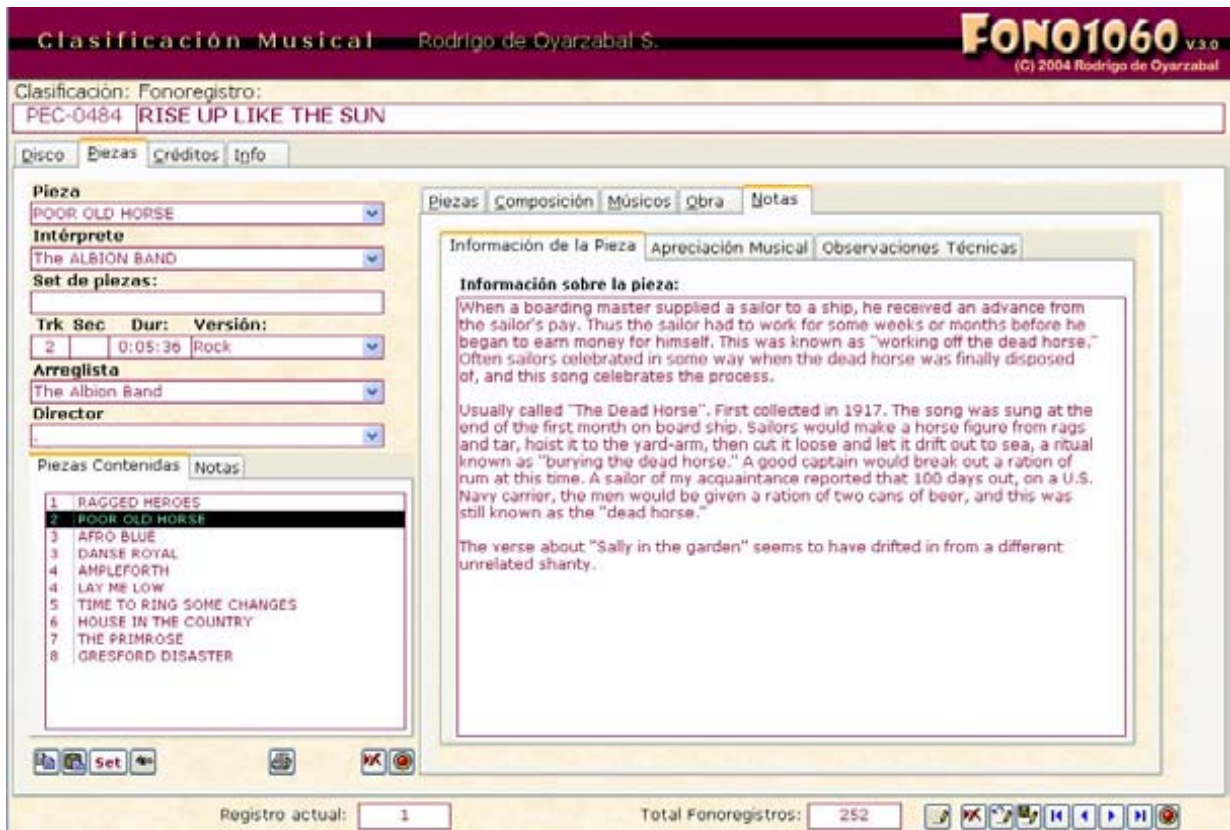 Clasificación Musical Rodrigo de Oyarzabal S.
FONO1060 V.3.0
(C) 2004 Rodrigo de Oyarzabal
Clasificación: Fonoregistro:
PEC-0484 RISE UP LIKE THE SUN
Disco Piezas Créditos Info
Pieza
POOR OLD HORSE
Intérprete
The ALBION BAND
Set de piezas:
Trk Sec Dur: Versión:
2 0:05:36 Rock
Arreglista
The Albion Band
Director
.
Piezas Contenidas Notas
1 RAGGED HEROES
2 POOR OLD HORSE
3 AFRO BLUE
3 DANSE ROYAL
4 AMPLEFORTH
4 LAY ME LOW
5 TIME TO RING SOME CHANGES
6 HOUSE IN THE COUNTRY
7 THE PRIMROSE
8 GRESFORD DISASTER
Set
Piezas Composición Músicos Obra Notas
Información de la Pieza Apreciación Musical Observaciones Técnicas
Información sobre la pieza:
When a boarding master supplied a sailor to a ship, he received an advance from
the sailor's pay. Thus the sailor had to work for some weeks or months before he
began to earn money for himself. This was known as "working off the dead horse."
Often sailors celebrated in some way when the dead horse was finally disposed
of, and this song celebrates the process.
Usually called "The Dead Horse". First collected in 1917. The song was sung at the
end of the first month on board ship. Sailors would make a horse figure from rags
and tar, hoist it to the yard-arm, then cut it loose and let it drift out to sea, a ritual
known as "burying the dead horse." A good captain would break out a ration of
rum at this time. A sailor of my acquaintance reported that 100 days out, on a U.S.
Navy carrier, the men would be given a ration of two cans of beer, and this was
still known as the "dead horse."
The verse about "Sally in the garden" seems to have drifted in from a different
unrelated shanty.
Registro actual: 1 Total Fonoregistros: 252